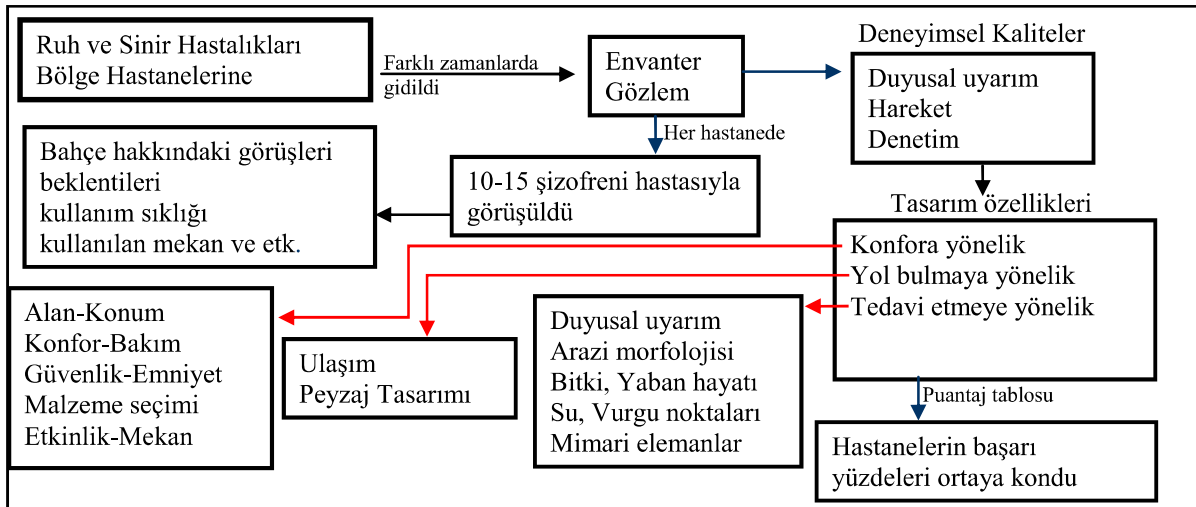 Ruh ve Sinir Hastalıkları
Bölge Hastanelerine
Farklı zamanlarda
gidildi
Envanter
Gözlem
Deneyimsel Kaliteler
Duyusal uyarım
Hareket
Denetim
Her hastanede
10-15 şizofreni hastasıyla
görüşüldü
Bahçe hakkındaki görüşleri
beklentileri
kullanım sıklığı
kullanılan mekan ve etk.
Tasarım özellikleri
Konfora yönelik
Yol bulmaya yönelik
Tedavi etmeye yönelik
Alan-Konum
Konfor-Bakım
Güvenlik-Emniyet
Malzeme seçimi
Etkinlik-Mekan
Ulaşım
Peyzaj Tasarımı
Duyusal uyarım
Arazi morfolojisi
Bitki, Yaban hayatı
Su, Vurgu noktaları
Mimari elemanlar
Puantaj tablosu
Hastanelerin başarı
yüzdeleri ortaya kondu